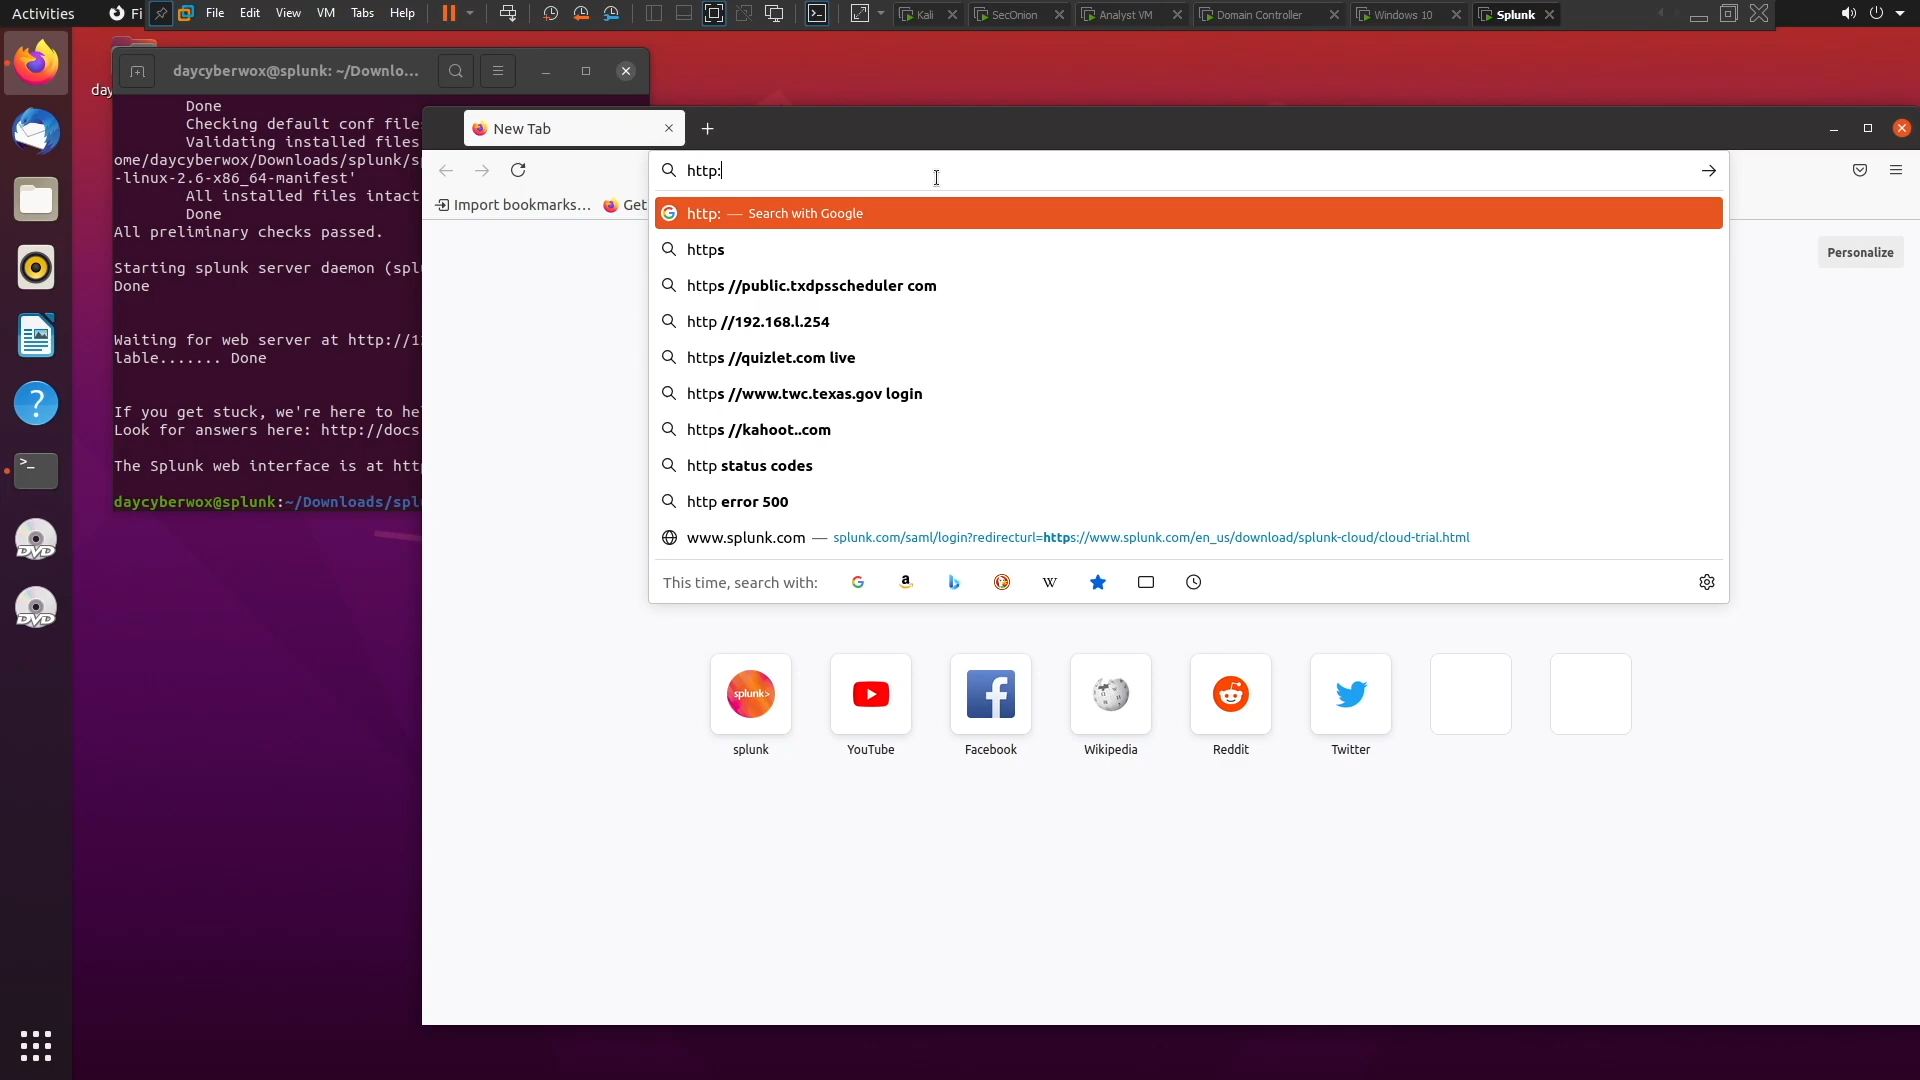 Activities
Fi
File Edit View VM Tabs Help
Kali
SecOnion
Analyst VM
Domain Controller
Windows 10
Splunk
day
daycyberwox@splunk: ~/Downlo...
Done
Checking default conf file
Validating installed files
ome/daycyberwox/Downloads/splunk/sp
-linux-2.6-x86_64-manifest'
All installed files intact
Done
All preliminary checks passed.
Starting splunk server daemon (spl
Done
Waiting for web server at http://1
lable....... Done
If you get stuck, we're here to he
Look for answers here: http://docs
The Splunk web interface is at htt
daycyberwox@splunk:~/Downloads/spl
New Tab
http:
Import bookmarks... Get
http: — Search with Google
https
https //public.txdpsscheduler com
http //192.168.l.254
https //quizlet.com live
https //www.twc.texas.gov login
https //kahoot..com
http status codes
http error 500
www.splunk.com — splunk.com/saml/login?redirecturl=https://www.splunk.com/en_us/download/splunk-cloud/cloud-trial.html
This time, search with:
Personalize
splunk>
splunk
YouTube
Facebook
Wikipedia
Reddit
Twitter
DVD
DVD